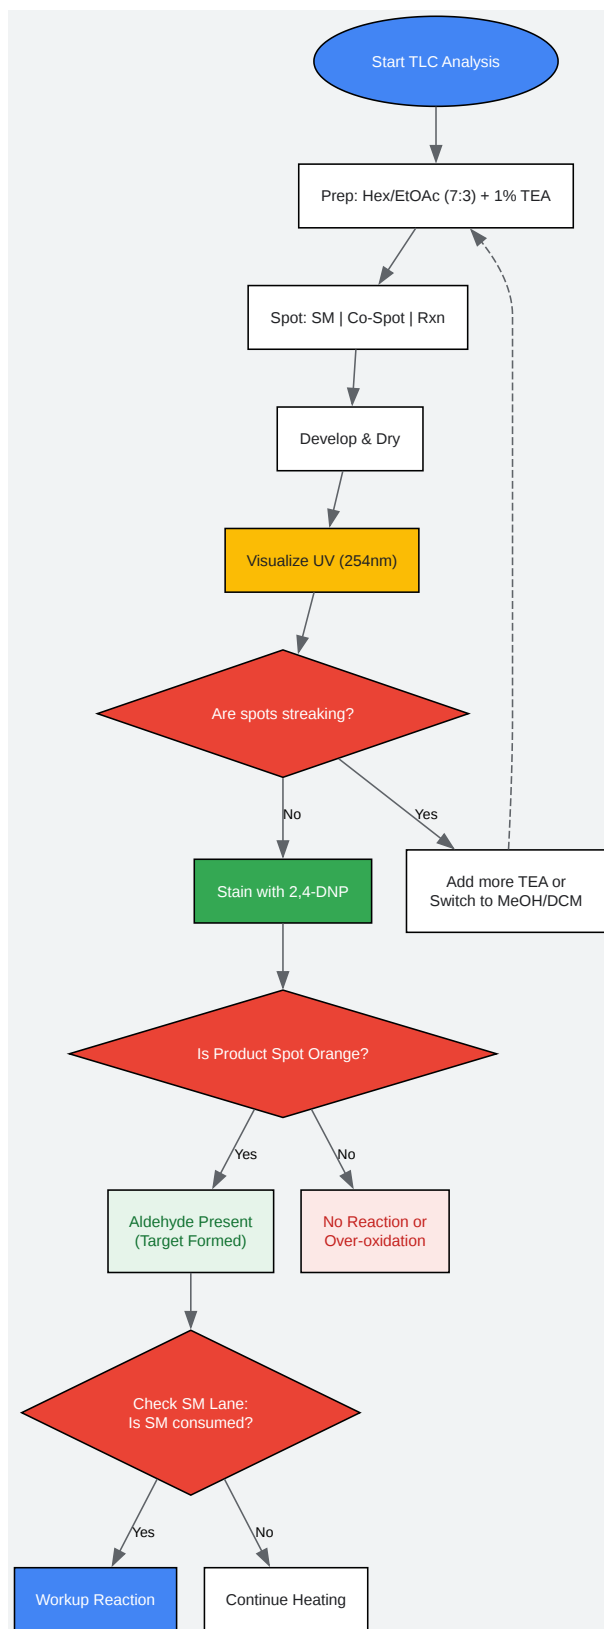 Start TLC Analysis
Prep: Hex/EtOAc (7:3) + 1% TEA
Spot: SM | Co-Spot | Rxn
Develop & Dry
Visualize UV (254nm)
Are spots streaking?
No
Yes
Stain with 2,4-DNP
Add more TEA or
Switch to MeOH/DCM
Is Product Spot Orange?
Yes
No
Aldehyde Present
(Target Formed)
No Reaction or
Over-oxidation
Check SM Lane:
Is SM consumed?
Yes
No
Workup Reaction
Continue Heating